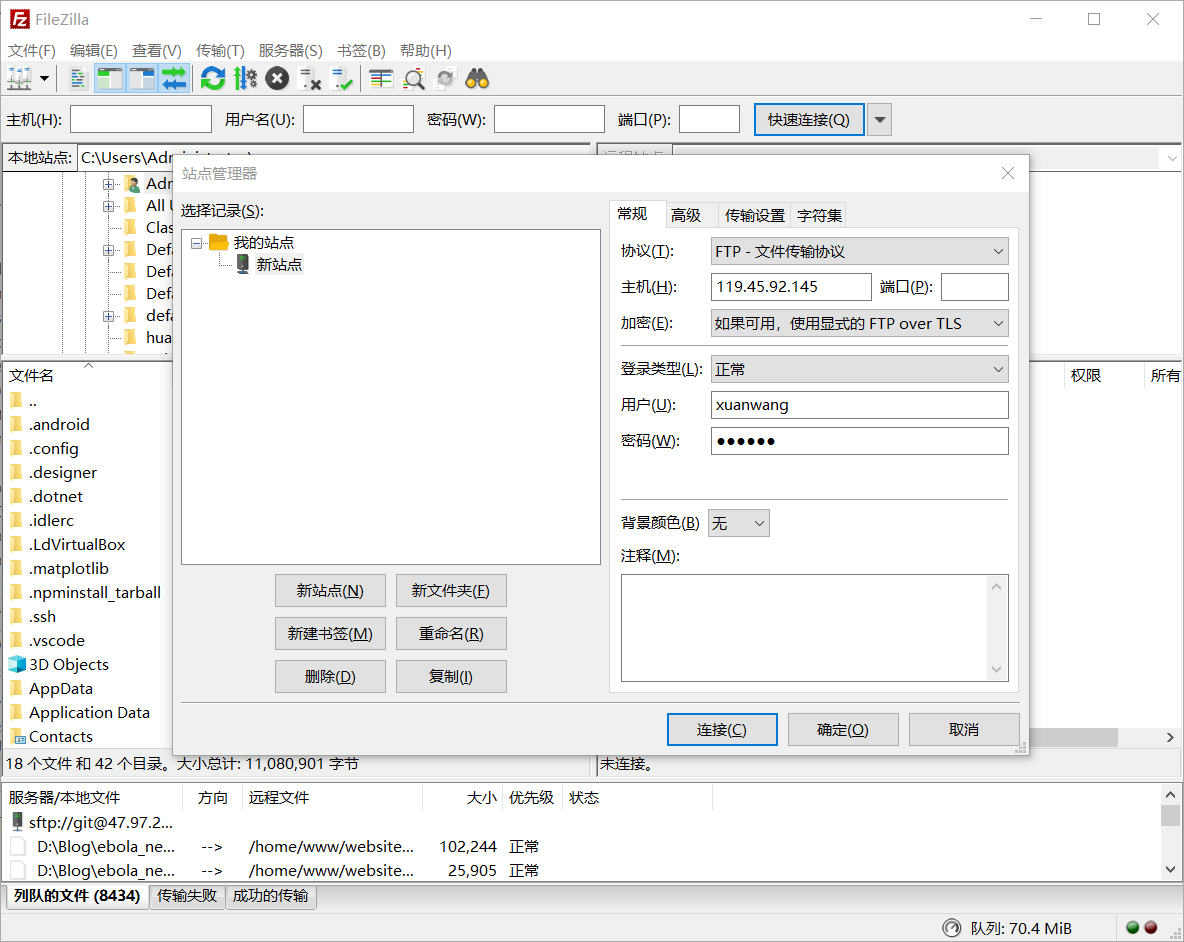 FileZilla
文件(F) 编辑(E) 查看(V) 传输(T) 服务器(S) 书签(B) 帮助(H)
主机(H): 用户名(U): 密码(W): 端口(P): 快速连接(Q)
本地站点: C:\Users\Administrator\
远程站点:
站点管理器
选择记录(S):
我的站点
新站点
新站点(N) 新文件夹(F)
新建书签(M) 重命名(R)
删除(D) 复制(I)
常规 高级 传输设置 字符集
协议(T): FTP - 文件传输协议
主机(H): 119.45.92.145 端口(P):
加密(E): 如果可用，使用显式的 FTP over TLS
登录类型(L): 正常
用户(U): xuanwang
密码(W): ●●●●●●
背景颜色(B) 无
注释(M):
连接(C) 确定(O) 取消
Adr
All U
Clas
Defa
Defa
Defa
defa
hua
文件名
..
.android
.config
.designer
.dotnet
.idlerc
.LdVirtualBox
.matplotlib
.npminstall_tarball
.ssh
.vscode
3D Objects
AppData
Application Data
Contacts
权限 所有
18 个文件 和 42 个目录。大小总计: 11,080,901 字节
未连接。
服务器/本地文件 方向 远程文件 大小 优先级 状态
sftp://git@47.97.2...
D:\Blog\ebola_ne... --> /home/www/website... 102,244 正常
D:\Blog\ebola_ne... --> /home/www/website... 25,905 正常
列队的文件 (8434) 传输失败 成功的传输
队列: 70.4 MiB